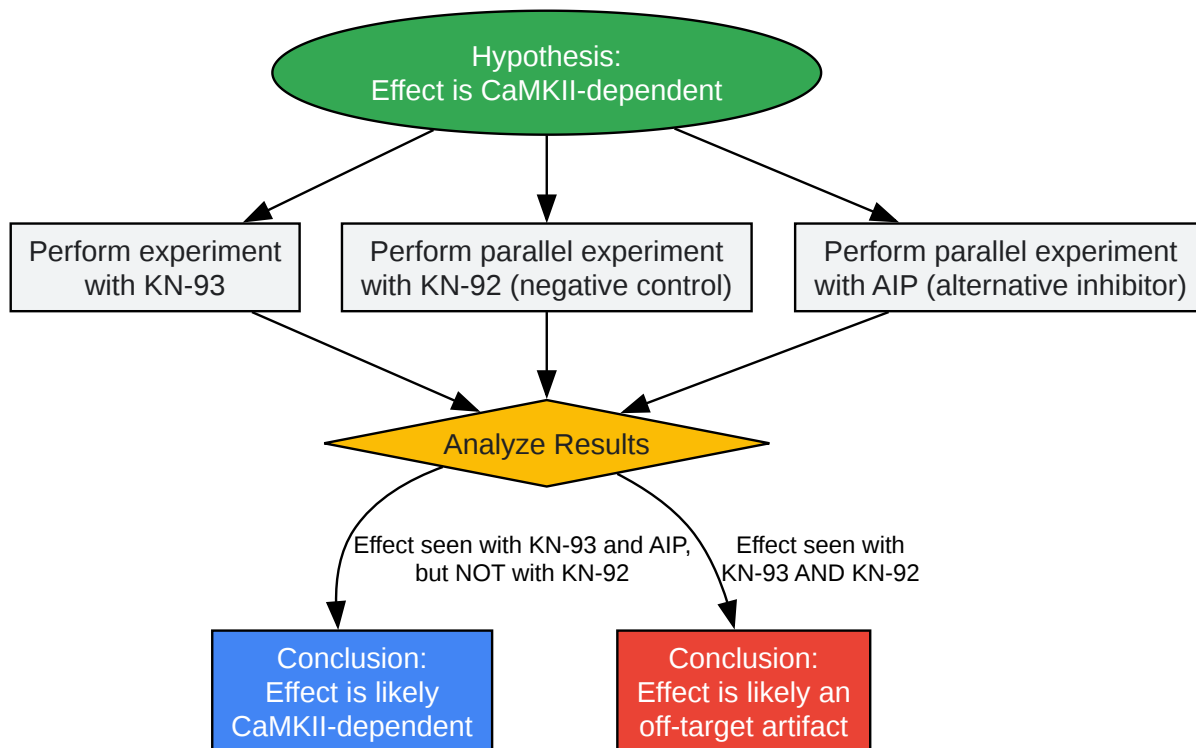 Hypothesis:
Effect is CaMKII-dependent
Perform experiment
with KN-93
Perform parallel experiment
with KN-92 (negative control)
Perform parallel experiment
with AIP (alternative inhibitor)
Analyze Results
Effect seen with KN-93 and AIP,
but NOT with KN-92
Effect seen with
KN-93 AND KN-92
Conclusion:
Effect is likely
CaMKII-dependent
Conclusion:
Effect is likely an
off-target artifact